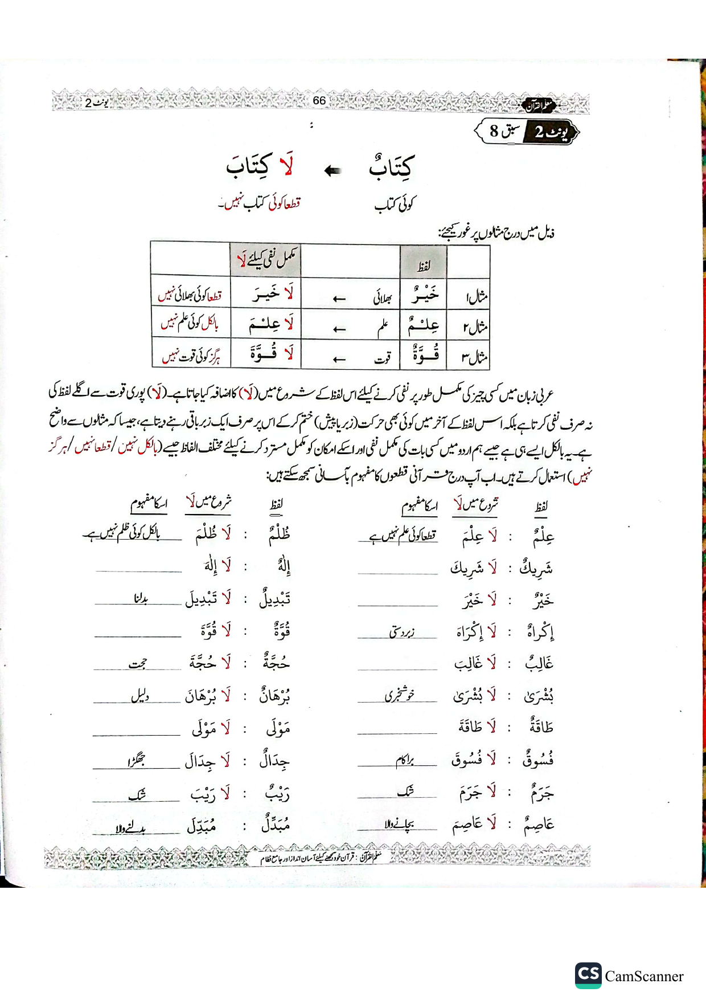 معلم القرآن 66 یونٹ 2
یونٹ 2 سبق 8
كِتَابٌ ← لَا كِتَابَ
کوئی کتاب قطعا کوئی کتاب نہیں۔
ذیل میں درج مثالوں پر غور کیجئے:
لفظ مکمل نفی کیلئے لَا
مثال ۱ خَيْرٌ بھلائی ← لَا خَيرَ قطعا کوئی بھلائی نہیں
مثال ۲ عِلْمٌ علم ← لَا عِلْمَ بالکل کوئی علم نہیں
مثال ۳ قُوَّةٌ قوت ← لَا قُوَّةَ ہرگز کوئی قوت نہیں
عربی زبان میں کسی چیز کی مکمل طور پر نفی کرنے کیلئے اس لفظ کے شروع میں (لَا) کا اضافہ کیا جاتا ہے۔ (لَا) پوری قوت سے اگلے لفظ کی
نہ صرف نفی کرتا ہے بلکہ اس لفظ کے آخر میں کوئی بھی حرکت (زبر یا پیش) ختم کر کے اس پر صرف ایک زبر باقی رہنے دیتا ہے، جیسا کہ مثالوں سے واضح
ہے۔ یہ بالکل ایسے ہی ہے جیسے ہم اردو میں کسی بات کی مکمل نفی اور اسکے امکان کو مکمل مسترد کرنے کیلئے مختلف الفاظ جیسے (بالکل نہیں / قطعا نہیں / ہرگز
نہیں) استعمال کرتے ہیں۔ اب آپ درج قرآنی قطعوں کا مفہوم بآسانی سمجھ سکتے ہیں:
لفظ شروع میں لَا اسکا مفہوم لفظ شروع میں لَا اسکا مفہوم
عِلْمٌ : لَا عِلْمَ قطعا کوئی علم نہیں ہے ظُلْمٌ : لَا ظُلْمَ بالکل کوئی ظلم نہیں ہے
شَرِيكٌ : لَا شَرِيكَ إِلٰهٌ : لَا إِلٰهَ
خَيْرٌ : لَا خَيْرَ تَبْدِيلٌ : لَا تَبْدِيلَ بدلنا
إِكْراهٌ : لَا إِكْرَاهَ زبردستی قُوَّةٌ : لَا قُوَّةَ
غَالِبٌ : لَا غَالِبَ حُجَّةٌ : لَا حُجَّةَ حجت
بُشْرَىٰ : لَا بُشْرَىٰ خوشخبری بُرْهَانٌ : لَا بُرْهَانَ دلیل
طَاقَةٌ : لَا طَاقَةَ مَوْلَى : لَا مَوْلَى
فُسُوقٌ : لَا فُسُوقَ برا کام جِدَالٌ : لَا جِدَالَ جھگڑا
جَرَمٌ : لَا جَرَمَ شک رَيْبٌ : لَا رَيْبَ شک
عَاصِمٌ : لَا عَاصِمَ بچانے والا مُبَدِّلٌ : مُبَدِّلَ بدلنے والا
معلم القرآن : قرآن خود سمجھنے کیلئے آسان انداز اور جامع نظام
CS CamScanner